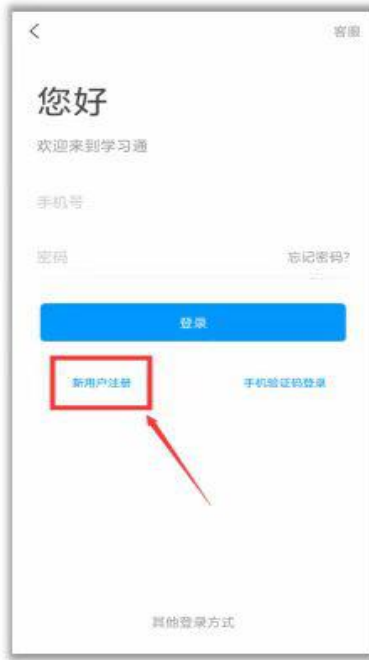 客服
您好
欢迎来到学习通
手机号
密码 忘记密码?
登录
新用户注册 手机验证码登录
其他登录方式